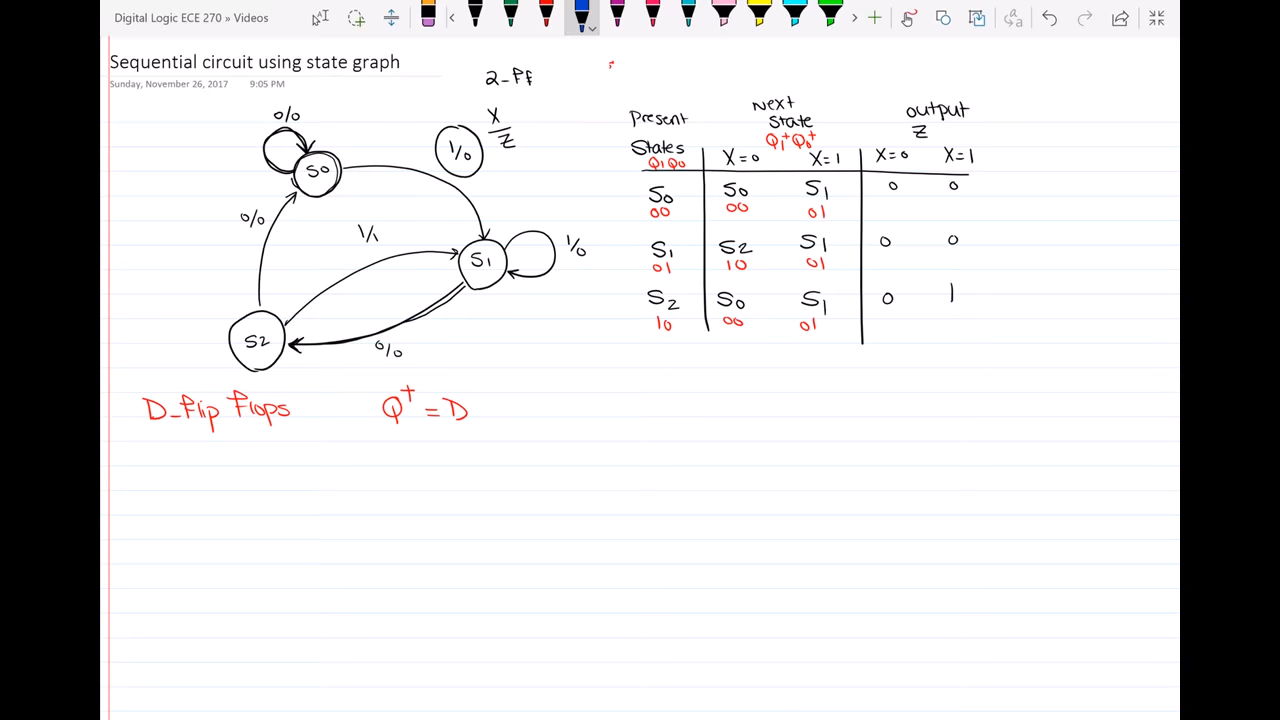 Digital Logic ECE 270 » Videos
Sequential circuit using state graph
Sunday, November 26, 2017 9:05 PM
2-ff
0/0
S0
1/0
X
Z
0/0
1/1
S1
1/0
S2
0/0
D-flip flops Q+ = D
Present States Next State output
Q1 Q0 Q1+ Q0+ Z
X=0 X=1 X=0 X=1
S0 S0 S1 0 0
00 00 01
S1 S2 S1 0 0
01 10 01
S2 S0 S1 0 1
10 00 01